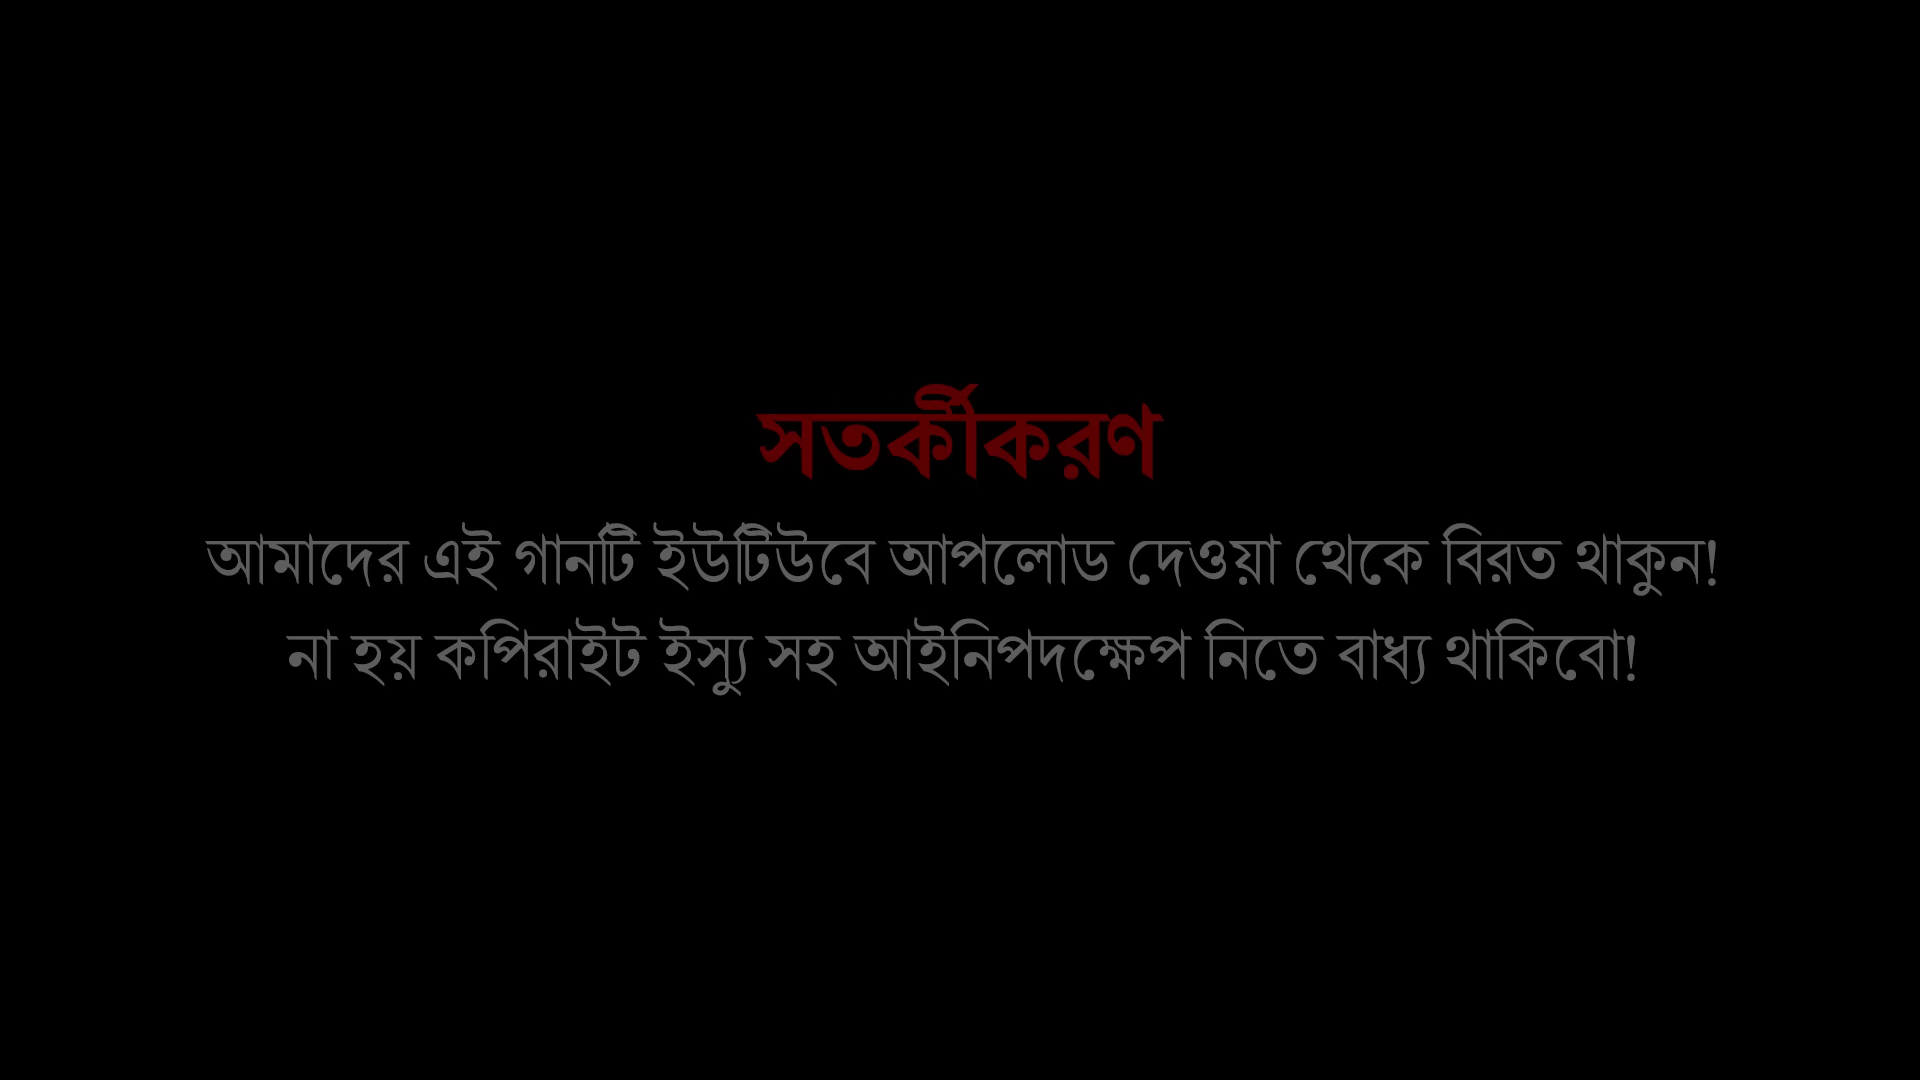 সতর্কীকরণ
আমাদের এই গানটি ইউটিউবে আপলোড দেওয়া থেকে বিরত থাকুন!
না হয় কপিরাইট ইস্যু সহ আইনিপদক্ষেপ নিতে বাধ্য থাকিবো!